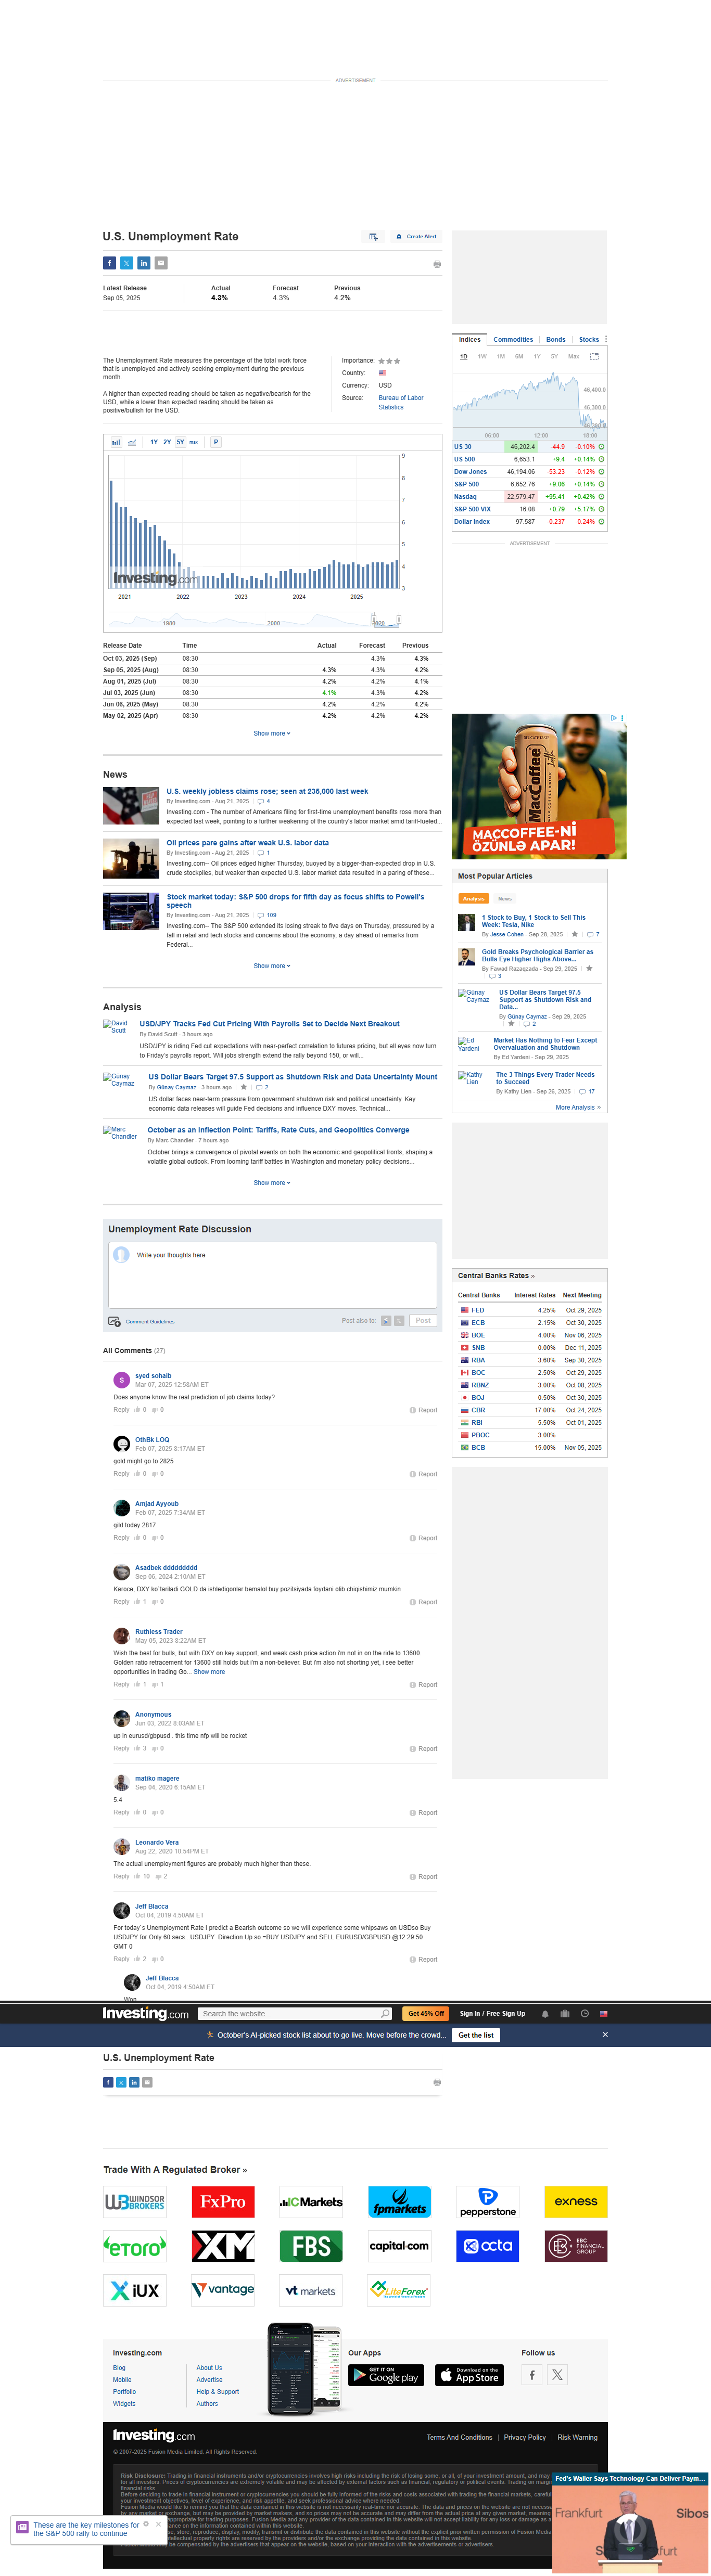 ADVERTISEMENT
U.S. Unemployment Rate
Create Alert
Latest Release
Sep 05, 2025
Actual
4.3%
Forecast
4.3%
Previous
4.2%
The Unemployment Rate measures the percentage of the total work force
that is unemployed and actively seeking employment during the previous
month.
A higher than expected reading should be taken as negative/bearish for the
USD, while a lower than expected reading should be taken as
positive/bullish for the USD.
Importance:
Country:
Currency: USD
Source: Bureau of Labor
Statistics
1Y 2Y 5Y max P
9
8
7
6
5
4
3
Investing.com
2021 2022 2023 2024 2025
1980 2000 2020
Release Date Time Actual Forecast Previous
Oct 03, 2025 (Sep) 08:30 4.3% 4.3%
Sep 05, 2025 (Aug) 08:30 4.3% 4.3% 4.2%
Aug 01, 2025 (Jul) 08:30 4.2% 4.2% 4.1%
Jul 03, 2025 (Jun) 08:30 4.1% 4.3% 4.2%
Jun 06, 2025 (May) 08:30 4.2% 4.2% 4.2%
May 02, 2025 (Apr) 08:30 4.2% 4.2% 4.2%
Show more
News
U.S. weekly jobless claims rose; seen at 235,000 last week
By Investing.com - Aug 21, 2025 4
Investing.com - The number of Americans filing for first-time unemployment benefits rose more than
expected last week, pointing to a further weakening of the country's labor market amid tariff-fueled...
Oil prices pare gains after weak U.S. labor data
By Investing.com - Aug 21, 2025 1
Investing.com-- Oil prices edged higher Thursday, buoyed by a bigger-than-expected drop in U.S.
crude stockpiles, but weaker than expected U.S. labor market data resulted in a paring of these...
Stock market today: S&P 500 drops for fifth day as focus shifts to Powell's
speech
By Investing.com - Aug 21, 2025 109
Investing.com-- The S&P 500 extended its losing streak to five days on Thursday, pressured by a
fall in retail and tech stocks and concerns about the economy, a day ahead of remarks from
Federal...
Show more
Analysis
David
Scutt
USD/JPY Tracks Fed Cut Pricing With Payrolls Set to Decide Next Breakout
By David Scutt - 3 hours ago
USD/JPY is riding Fed cut expectations with near-perfect correlation to futures pricing, but all eyes now turn
to Friday's payrolls report. Will jobs strength extend the rally beyond 150, or will...
Günay
Caymaz
US Dollar Bears Target 97.5 Support as Shutdown Risk and Data Uncertainty Mount
By Günay Caymaz - 3 hours ago 2
US dollar faces near-term pressure from government shutdown risk and political uncertainty. Key
economic data releases will guide Fed decisions and influence DXY moves. Technical...
Marc
Chandler
October as an Inflection Point: Tariffs, Rate Cuts, and Geopolitics Converge
By Marc Chandler - 7 hours ago
October brings a convergence of pivotal events on both the economic and geopolitical fronts, shaping a
volatile global outlook. From looming tariff battles in Washington and monetary policy decisions...
Show more
Unemployment Rate Discussion
Write your thoughts here
Comment Guidelines
Post also to:
Post
All Comments (27)
S
syed sohaib
Mar 07, 2025 12:58AM ET
Does anyone know the real prediction of job claims today?
Reply 0 0 Report
OthBk LOQ
Feb 07, 2025 8:17AM ET
gold might go to 2825
Reply 0 0 Report
Amjad Ayyoub
Feb 07, 2025 7:34AM ET
gild today 2817
Reply 0 0 Report
Asadbek ddddddddd
Sep 06, 2024 2:10AM ET
Karoce, DXY ko`tariladi GOLD da ishledigonlar bemalol buy pozitsiyada foydani olib chiqishimiz mumkin
Reply 1 0 Report
Ruthless Trader
May 05, 2023 8:22AM ET
Wish the best for bulls, but with DXY on key support, and weak cash price action i'm not in on the ride to 13600.
Golden ratio retracement for 13600 still holds but i'm a non-believer. But i'm also not shorting yet, i see better
opportunities in trading Go... Show more
Reply 1 1 Report
Anonymous
Jun 03, 2022 8:03AM ET
up in eurusd/gbpusd . this time nfp will be rocket
Reply 3 0 Report
matiko magere
Sep 04, 2020 6:15AM ET
5.4
Reply 0 0 Report
Leonardo Vera
Aug 22, 2020 10:54PM ET
The actual unemployment figures are probably much higher than these.
Reply 10 2 Report
Jeff Blacca
Oct 04, 2019 4:50AM ET
For today`s Unemployment Rate I predict a Bearish outcome so we will experience some whipsaws on USDso Buy
USDJPY for Only 60 secs...USDJPY Direction Up so =BUY USDJPY and SELL EURUSD/GBPUSD @12:29.50
GMT 0
Reply 2 0 Report
Jeff Blacca
Oct 04, 2019 4:50AM ET
Indices Commodities Bonds Stocks
1D 1W 1M 6M 1Y 5Y Max
46,400.0
46,300.0
06:00 12:00 18:00
US 30 46,202.4 -44.9 -0.10%
US 500 6,653.1 +9.4 +0.14%
Dow Jones 46,194.06 -53.23 -0.12%
S&P 500 6,652.76 +9.06 +0.14%
Nasdaq 22,579.47 +95.41 +0.42%
S&P 500 VIX 16.08 +0.79 +5.17%
Dollar Index 97.587 -0.237 -0.24%
ADVERTISEMENT
MacCoffee
MACCOFFEE-Nİ
ÖZÜNLƏ APAR!
Most Popular Articles
Analysis News
1 Stock to Buy, 1 Stock to Sell This
Week: Tesla, Nike
By Jesse Cohen - Sep 28, 2025 7
Gold Breaks Psychological Barrier as
Bulls Eye Higher Highs Above...
By Fawad Razaqzada - Sep 29, 2025
3
Günay
Caymaz
US Dollar Bears Target 97.5
Support as Shutdown Risk and
Data...
By Günay Caymaz - Sep 29, 2025
2
Ed
Yardeni
Market Has Nothing to Fear Except
Overvaluation and Shutdown
By Ed Yardeni - Sep 29, 2025
Kathy
Lien
The 3 Things Every Trader Needs
to Succeed
By Kathy Lien - Sep 26, 2025 17
More Analysis »
Central Banks Rates »
Central Banks Interest Rates Next Meeting
FED 4.25% Oct 29, 2025
ECB 2.15% Oct 30, 2025
BOE 4.00% Nov 06, 2025
SNB 0.00% Dec 11, 2025
RBA 3.60% Sep 30, 2025
BOC 2.50% Oct 29, 2025
RBNZ 3.00% Oct 08, 2025
BOJ 0.50% Oct 30, 2025
CBR 17.00% Oct 24, 2025
RBI 5.50% Oct 01, 2025
PBOC 3.00%
BCB 15.00% Nov 05, 2025
Investing.com
Search the website...
Get 45% Off
Sign In / Free Sign Up
October's AI-picked stock list about to go live. Move before the crowd... Get the list
U.S. Unemployment Rate
Trade With A Regulated Broker »
WINDSOR
BROKERS
FxPro
ICMarkets
fpmarkets
pepperstone
exness
eToro
XM
FBS
capital.com
octa
EBC
FINANCIAL
GROUP
iUX
vantage
vt markets
LiteForex
Investing.com
Blog
Mobile
Portfolio
Widgets
About Us
Advertise
Help & Support
Authors
Our Apps
GET IT ON
Google play
Download on the
App Store
Follow us
Investing.com
Terms And Conditions Privacy Policy Risk Warning
© 2007-2025 Fusion Media Limited. All Rights Reserved.
Fed's Waller Says Technology Can Deliver Paym...
Frankfurt
Sibos
These are the key milestones for
the S&P 500 rally to continue